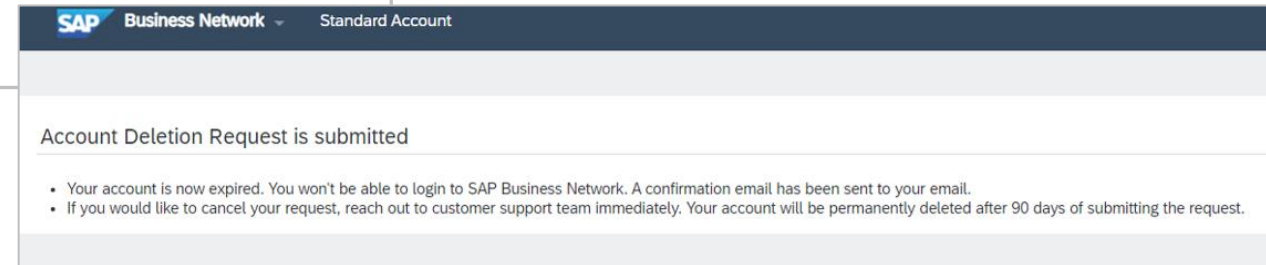 SAP Business Network Standard Account
Account Deletion Request is submitted
• Your account is now expired. You won't be able to login to SAP Business Network. A confirmation email has been sent to your email.
• If you would like to cancel your request, reach out to customer support team immediately. Your account will be permanently deleted after 90 days of submitting the request.